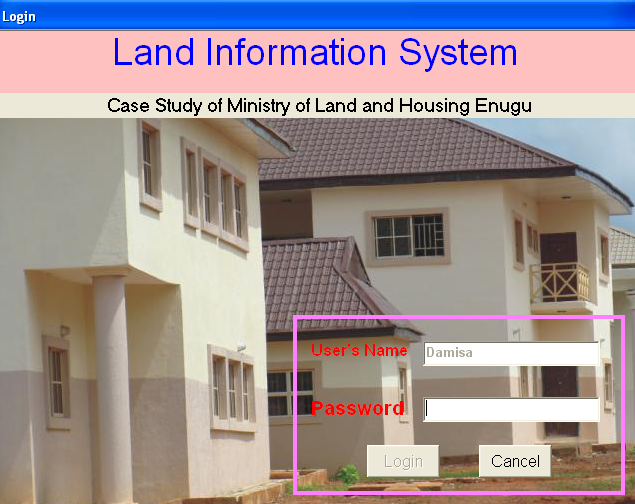 Login
Land Information System
Case Study of Ministry of Land and Housing Enugu
User's Name Damisa
Password
Login Cancel